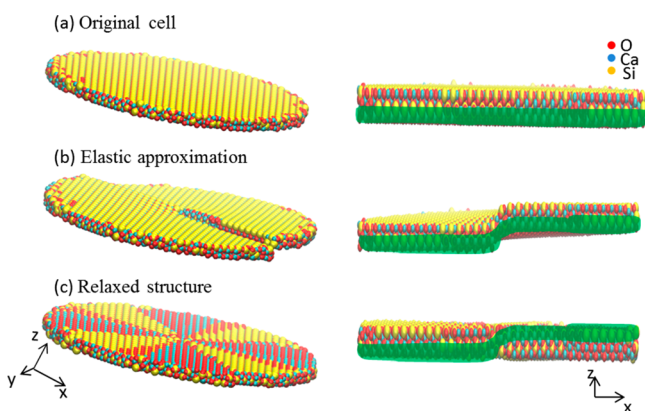 (a) Original cell
O
Ca
Si
(b) Elastic approximation
(c) Relaxed structure
z
y
x
z
x